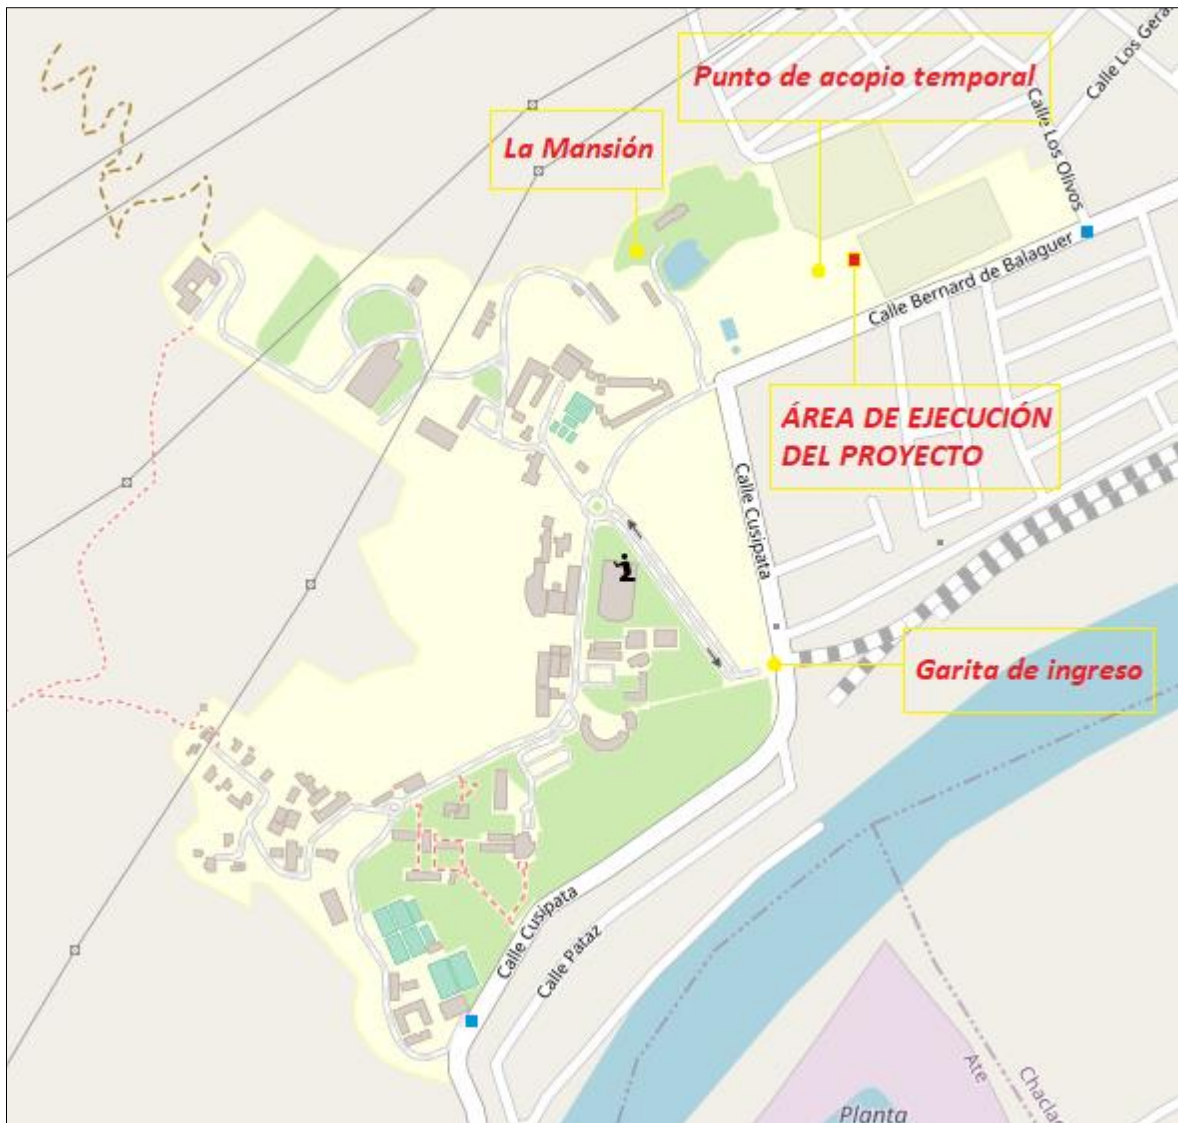 Punto de acopio temporal
Calle Los Gera
La Mansión
Calle Los Olivos
Calle Bernard de Balaguer
ÁREA DE EJECUCIÓN
DEL PROYECTO
Calle Cusipata
Garita de ingreso
Calle Cusipata
Calle Pataz
Ate
Chacla
Planta